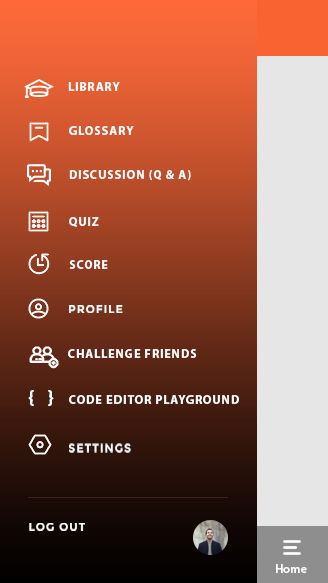 LIBRARY
GLOSSARY
DISCUSSION (Q & A)
QUIZ
SCORE
PROFILE
CHALLENGE FRIENDS
{ } CODE EDITOR PLAYGROUND
SETTINGS
LOG OUT
Home